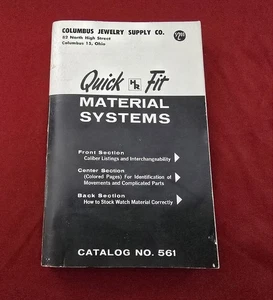 COLUMBUS JEWELRY SUPPLY CO.
82 North High Street
Columbus 15, Ohio
Quick HR Fit
MATERIAL
SYSTEMS
Front Section
Caliber Listings and Interchangeability
Center Section
(Colored Pages) For Identification of
Movements and Complicated Parts
Back Section
How to Stock Watch Material Correctly
CATALOG NO. 561